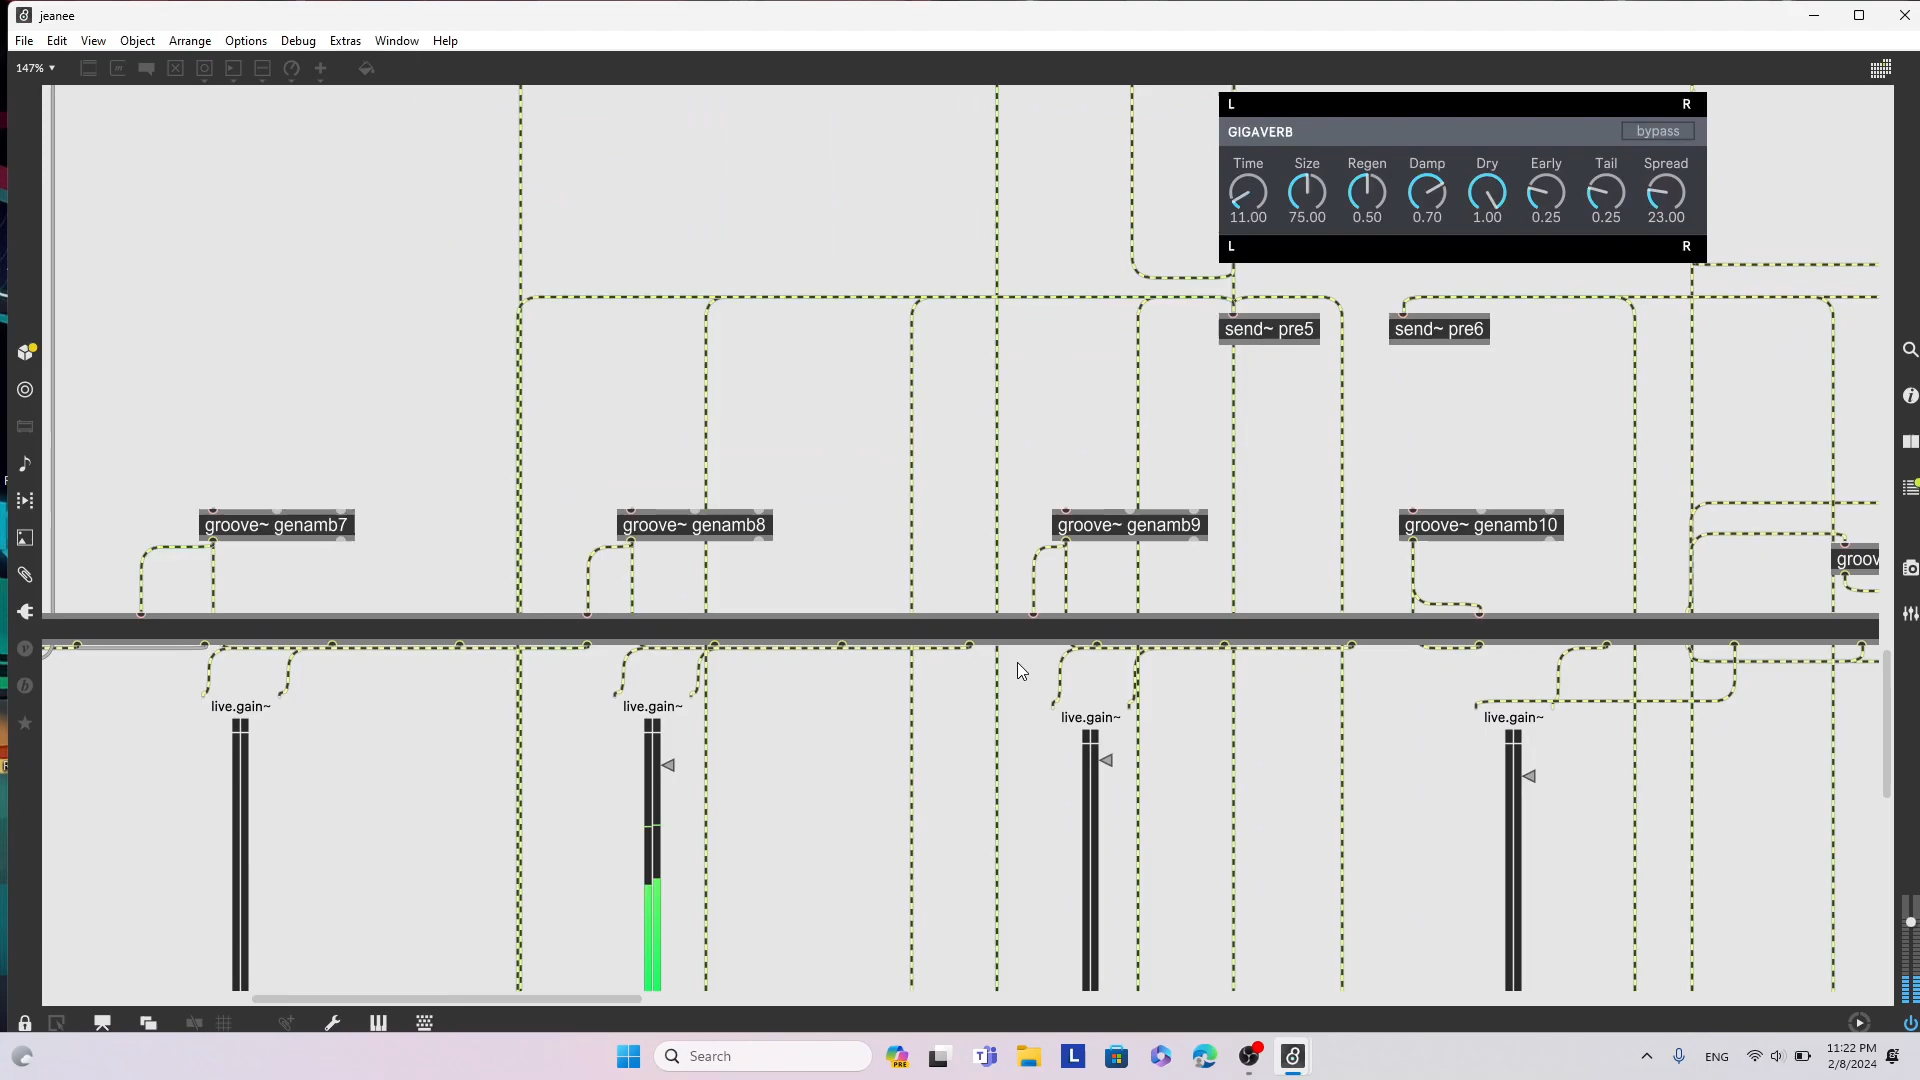 jeanee
File Edit View Object Arrange Options Debug Extras Window Help
147%
L R
GIGAVERB bypass
Time Size Regen Damp Dry Early Tail Spread
11.00 75.00 0.50 0.70 1.00 0.25 0.25 23.00
L R
send~ pre5 send~ pre6
groove~ genamb7 groove~ genamb8 groove~ genamb9 groove~ genamb10
groov
live.gain~ live.gain~ live.gain~ live.gain~
Search
PRE
L
ENG
11:22 PM
2/8/2024